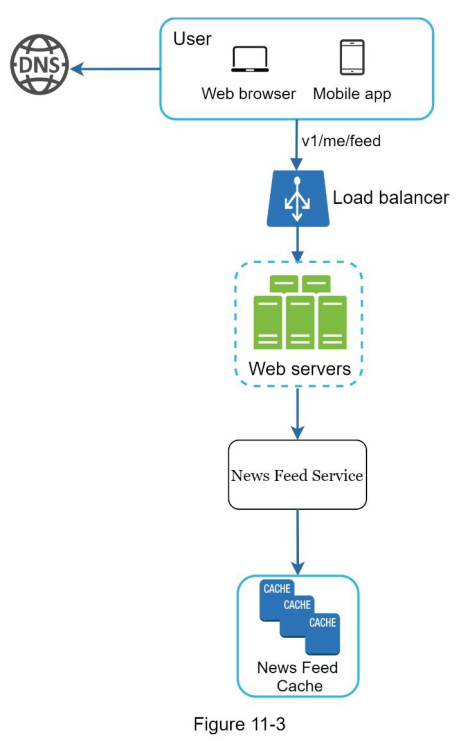 User
DNS
Web browser
Mobile app
v1/me/feed
Load balancer
Web servers
News Feed Service
CACHE
CACHE
CACHE
News Feed
Cache
Figure 11-3